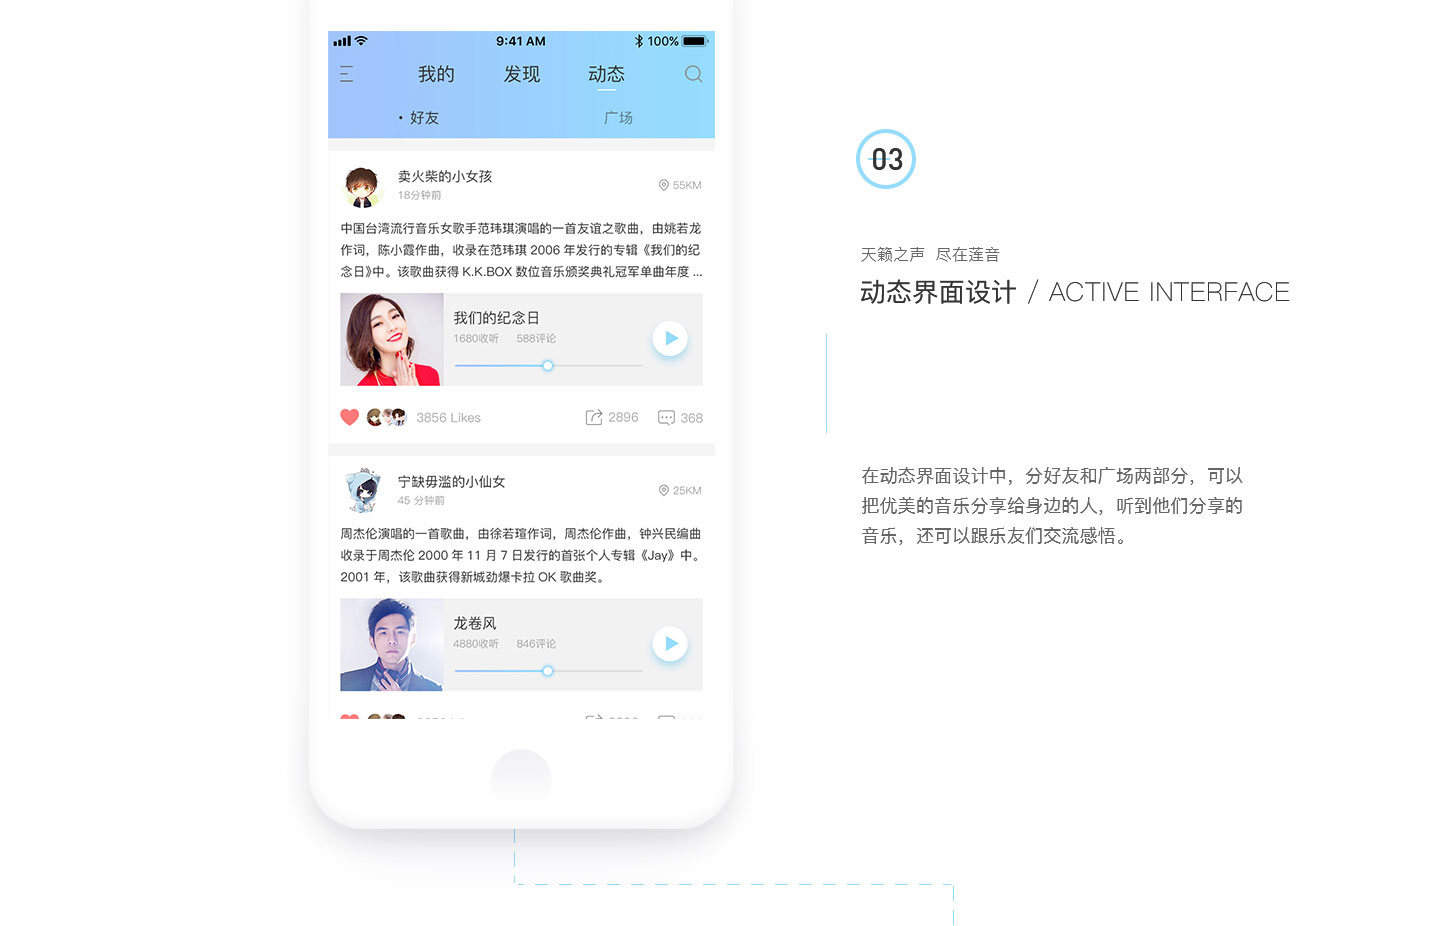 9:41 AM
100%
我的
发现
动态
• 好友
广场
卖火柴的小女孩
18分钟前
55KM
中国台湾流行音乐女歌手范玮琪演唱的一首友谊之歌曲，由姚若龙
作词，陈小霞作曲，收录在范玮琪 2006 年发行的专辑《我们的纪
念日》中。该歌曲获得 K.K.BOX 数位音乐颁奖典礼冠军单曲年度 ...
我们的纪念日
1680收听
588评论
3856 Likes
2896
368
宁缺毋滥的小仙女
45 分钟前
25KM
周杰伦演唱的一首歌曲，由徐若瑄作词，周杰伦作曲，钟兴民编曲
收录于周杰伦 2000 年 11 月 7 日发行的首张个人专辑《Jay》中。
2001 年，该歌曲获得新城劲爆卡拉 OK 歌曲奖。
龙卷风
4880收听
846评论
03
天籁之声 尽在莲音
动态界面设计 / ACTIVE INTERFACE
在动态界面设计中，分好友和广场两部分，可以
把优美的音乐分享给身边的人，听到他们分享的
音乐，还可以跟乐友们交流感悟。